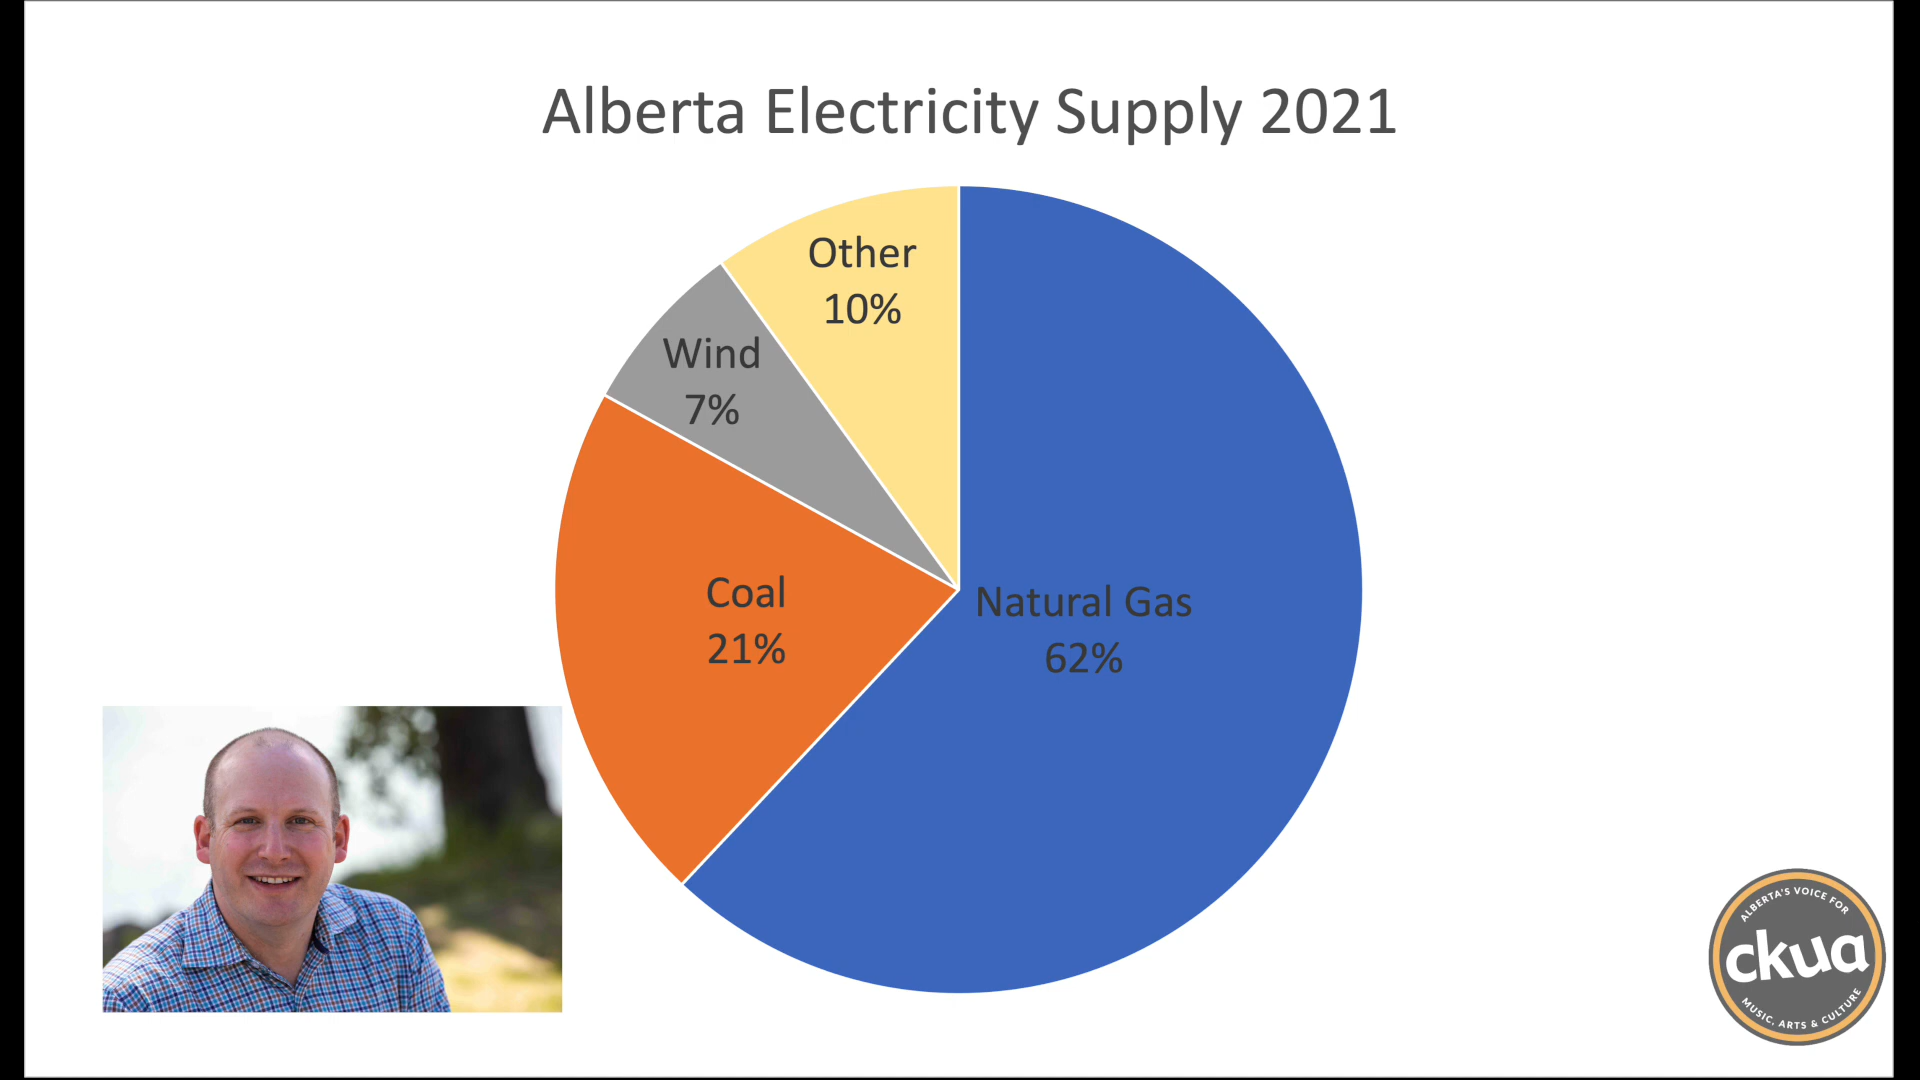 Alberta Electricity Supply 2021
Other
10%
Wind
7%
Coal
21%
Natural Gas
62%
ALBERTA'S VOICE FOR
ckua
MUSIC, ARTS & CULTURE